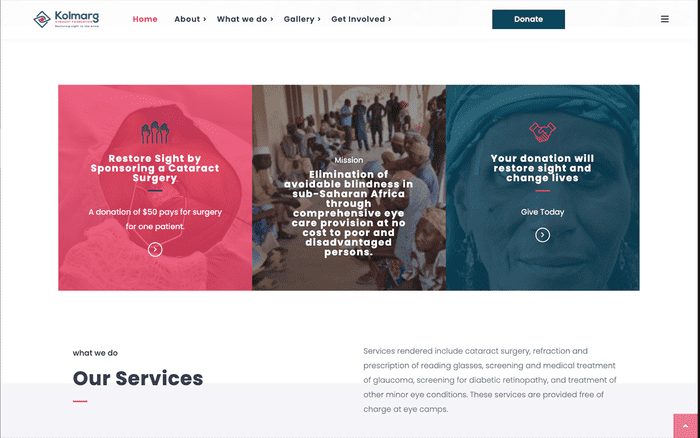 Kolmarg
Home
About
What we do
Gallery
Get Involved
Donate
Restore Sight by
Sponsoring a Cataract
Surgery
A donation of $50 pays for surgery
for one patient.
Mission
Elimination of
avoidable blindness in
sub-Saharan Africa
through
comprehensive eye
care provision at no
cost to poor and
disadvantaged
persons.
Your donation will
restore sight and
change lives
Give Today
what we do
Our Services
Services rendered include cataract surgery, refraction and
prescription of reading glasses, screening and medical treatment
of glaucoma, screening for diabetic retinopathy, and treatment of
other minor eye conditions. These services are provided free of
charge at eye camps.